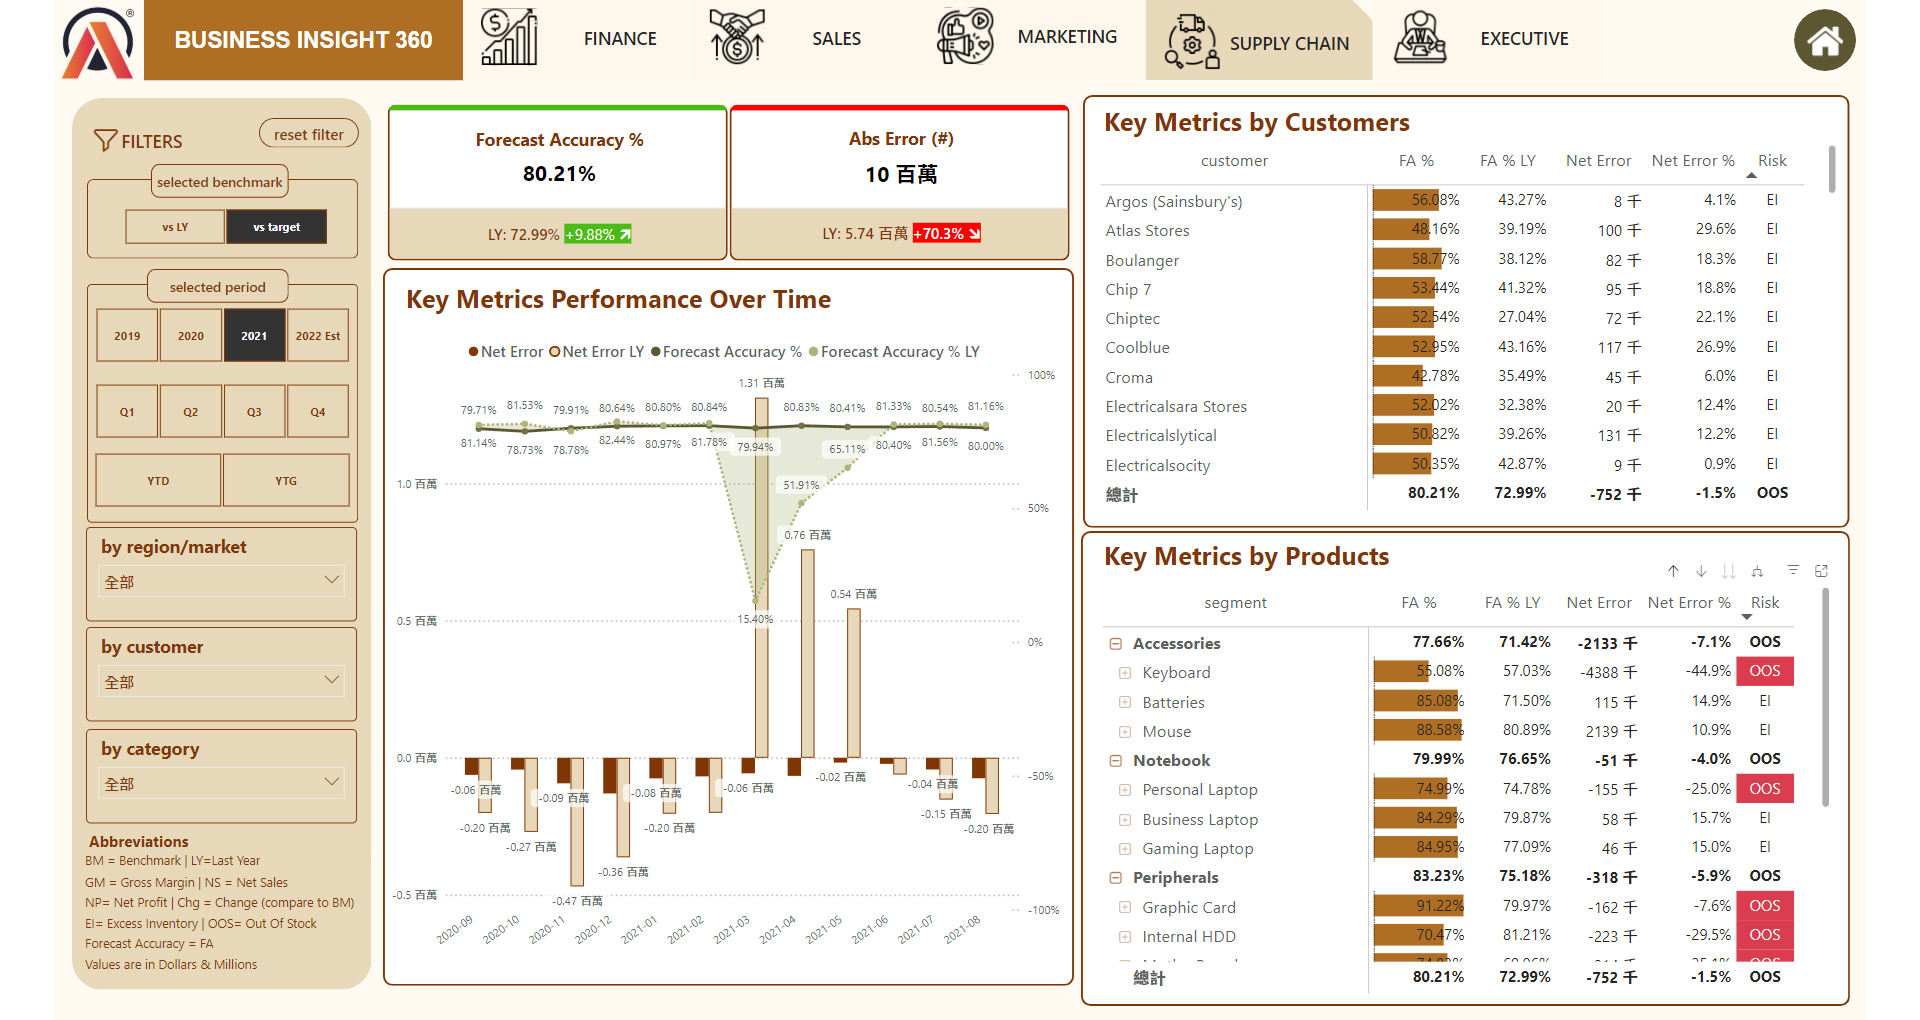 BUSINESS INSIGHT 360
FINANCE
SALES
MARKETING
SUPPLY CHAIN
EXECUTIVE
FILTERS
reset filter
selected benchmark
vs LY
vs target
selected period
2019
2020
2021
2022 Est
Q1
Q2
Q3
Q4
YTD
YTG
by region/market
全部
by customer
全部
by category
全部
Abbreviations
BM = Benchmark | LY=Last Year
GM = Gross Margin | NS = Net Sales
NP= Net Profit | Chg = Change (compare to BM)
EI= Excess Inventory | OOS= Out Of Stock
Forecast Accuracy = FA
Values are in Dollars & Millions
Forecast Accuracy %
80.21%
LY: 72.99% +9.88%
Abs Error (#)
10 百萬
LY: 5.74 百萬 +70.3%
Key Metrics Performance Over Time
Net Error Net Error LY Forecast Accuracy % Forecast Accuracy % LY
1.31 百萬
100%
79.71% 81.53% 79.91% 80.64% 80.80% 80.84% 80.83% 80.41% 81.33% 80.54% 81.16%
81.14% 78.73% 78.78% 82.44% 80.97% 81.78% 79.94% 65.11% 80.40% 81.56% 80.00%
1.0 百萬
51.91%
50%
0.76 百萬
0.54 百萬
0.5 百萬
15.40%
0%
0.0 百萬
-50%
-0.06 百萬 -0.09 百萬 -0.08 百萬 -0.06 百萬 -0.02 百萬 -0.04 百萬
-0.20 百萬 -0.27 百萬 -0.47 百萬 -0.36 百萬 -0.20 百萬 -0.15 百萬 -0.20 百萬
-0.5 百萬
-100%
2020-09 2020-10 2020-11 2020-12 2021-01 2021-02 2021-03 2021-04 2021-05 2021-06 2021-07 2021-08
Key Metrics by Customers
customer FA % FA % LY Net Error Net Error % Risk
Argos (Sainsbury's) 56.08% 43.27% 8 千 4.1% EI
Atlas Stores 48.16% 39.19% 100 千 29.6% EI
Boulanger 58.77% 38.12% 82 千 18.3% EI
Chip 7 53.44% 41.32% 95 千 18.8% EI
Chiptec 52.54% 27.04% 72 千 22.1% EI
Coolblue 52.95% 43.16% 117 千 26.9% EI
Croma 42.78% 35.49% 45 千 6.0% EI
Electricalsara Stores 52.02% 32.38% 20 千 12.4% EI
Electricalslytical 50.82% 39.26% 131 千 12.2% EI
Electricalsocity 50.35% 42.87% 9 千 0.9% EI
總計 80.21% 72.99% -752 千 -1.5% OOS
Key Metrics by Products
segment FA % FA % LY Net Error Net Error % Risk
Accessories 77.66% 71.42% -2133 千 -7.1% OOS
Keyboard 55.08% 57.03% -4388 千 -44.9% OOS
Batteries 85.08% 71.50% 115 千 14.9% EI
Mouse 88.58% 80.89% 2139 千 10.9% EI
Notebook 79.99% 76.65% -51 千 -4.0% OOS
Personal Laptop 74.99% 74.78% -155 千 -25.0% OOS
Business Laptop 84.29% 79.87% 58 千 15.7% EI
Gaming Laptop 84.95% 77.09% 46 千 15.0% EI
Peripherals 83.23% 75.18% -318 千 -5.9% OOS
Graphic Card 91.22% 79.97% -162 千 -7.6% OOS
Internal HDD 70.47% 81.21% -223 千 -29.5% OOS
總計 80.21% 72.99% -752 千 -1.5% OOS